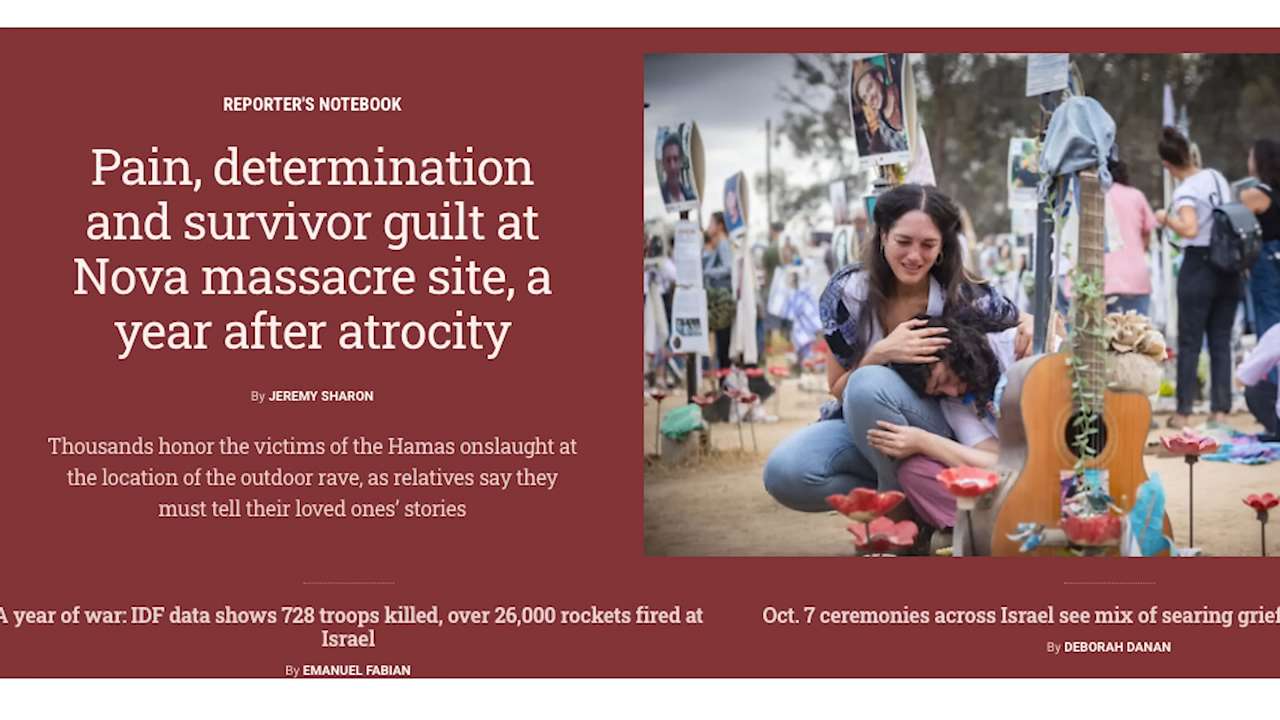 REPORTER'S NOTEBOOK
Pain, determination
and survivor guilt at
Nova massacre site, a
year after atrocity
By JEREMY SHARON
Thousands honor the victims of the Hamas onslaught at
the location of the outdoor rave, as relatives say they
must tell their loved ones’ stories
A year of war: IDF data shows 728 troops killed, over 26,000 rockets fired at
Israel
By EMANUEL FABIAN
Oct. 7 ceremonies across Israel see mix of searing grief
By DEBORAH DANAN